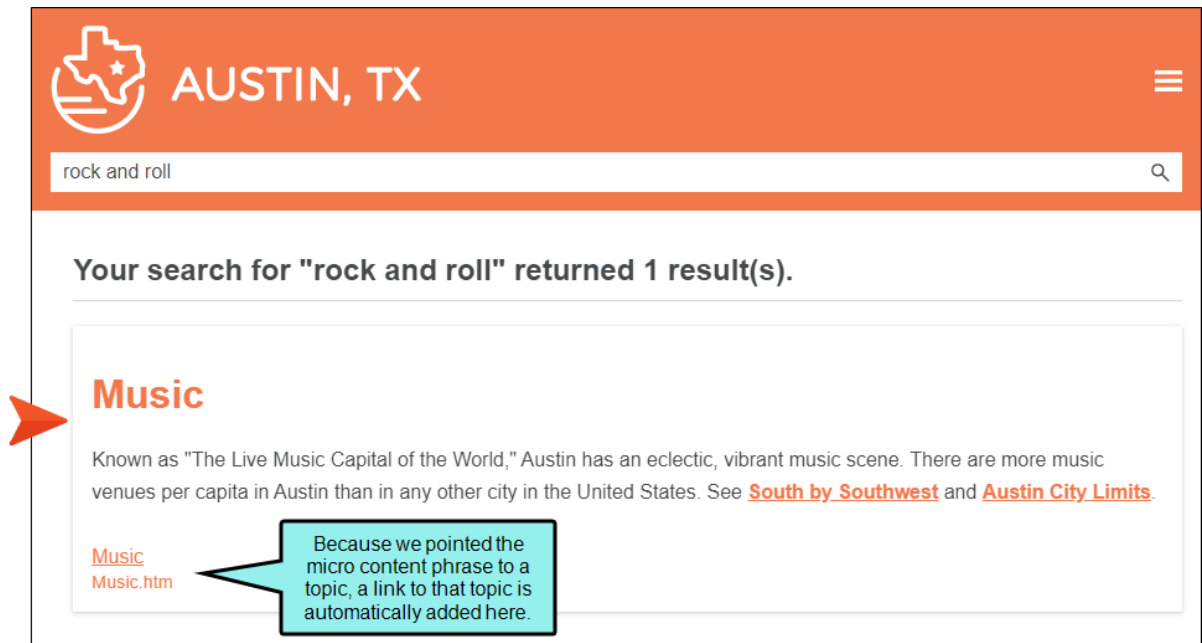 AUSTIN, TX
rock and roll
Your search for "rock and roll" returned 1 result(s).
Music
Known as "The Live Music Capital of the World," Austin has an eclectic, vibrant music scene. There are more music
venues per capita in Austin than in any other city in the United States. See South by Southwest and Austin City Limits.
Music
Music.htm
Because we pointed the
micro content phrase to a
topic, a link to that topic is
automatically added here.